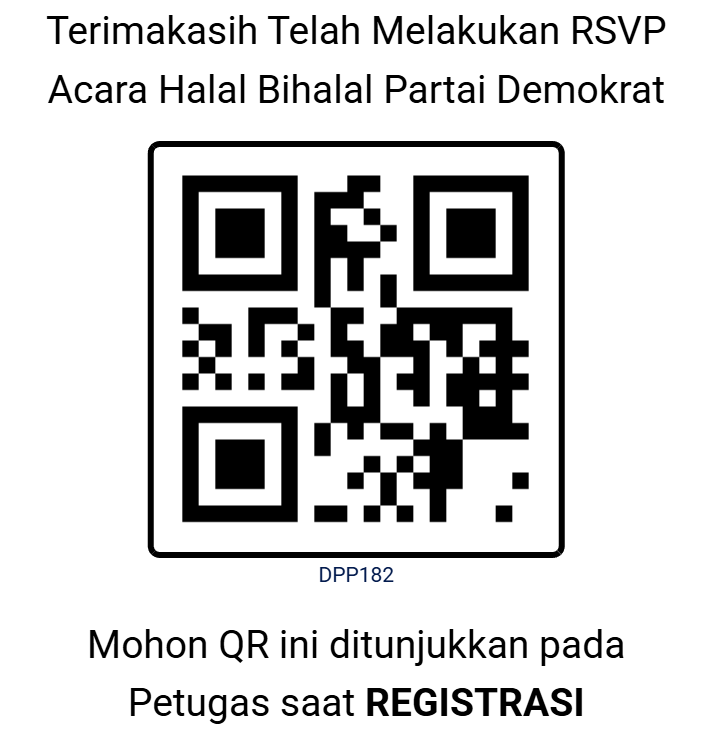 Terimakasih Telah Melakukan RSVP
Acara Halal Bihalal Partai Demokrat
DPP182
Mohon QR ini ditunjukkan pada
Petugas saat REGISTRASI